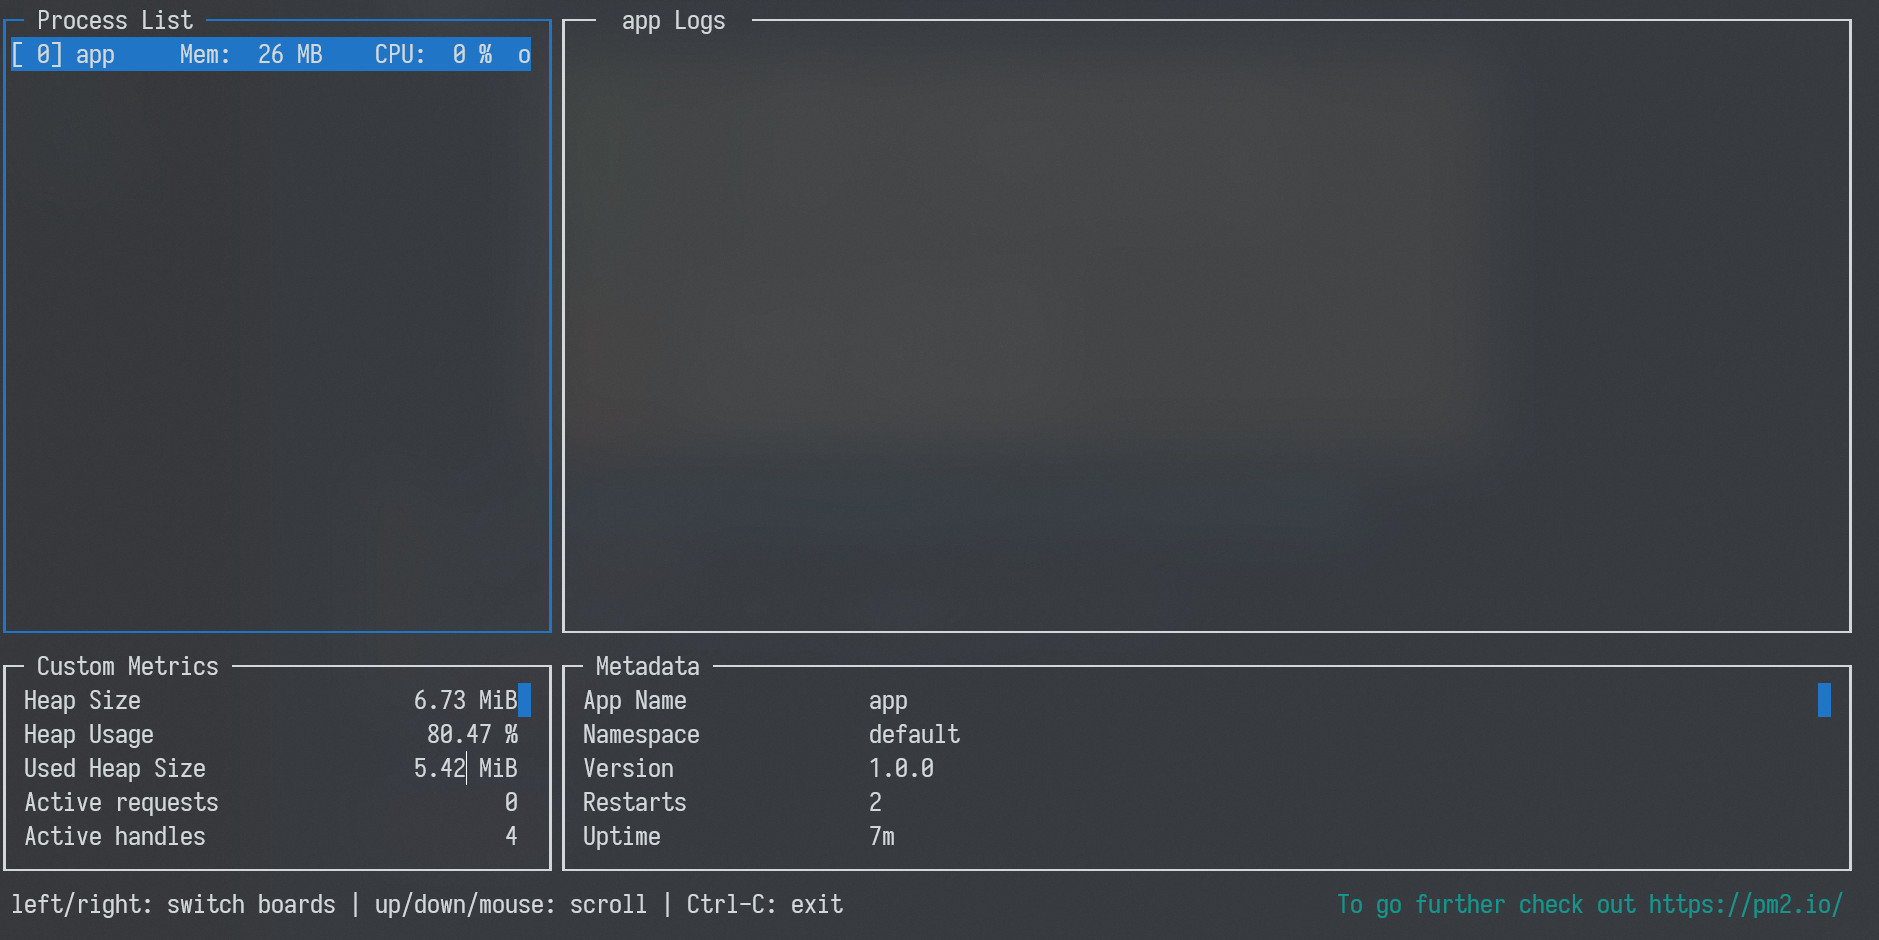 Process List
[ 0] app     Mem:  26 MB    CPU:  0 %  o
app Logs
Custom Metrics
Heap Size 6.73 MiB
Heap Usage 80.47 %
Used Heap Size 5.42 MiB
Active requests 0
Active handles 4
Metadata
App Name app
Namespace default
Version 1.0.0
Restarts 2
Uptime 7m
left/right: switch boards | up/down/mouse: scroll | Ctrl-C: exit
To go further check out https://pm2.io/